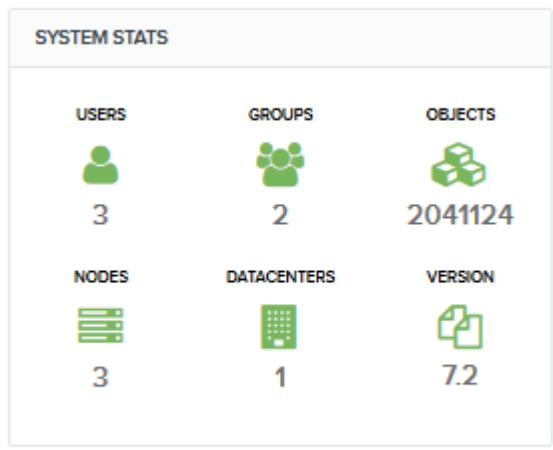 SYSTEM STATS
USERS GROUPS OBJECTS
3 2 2041124
NODES DATACENTERS VERSION
3 1 7.2